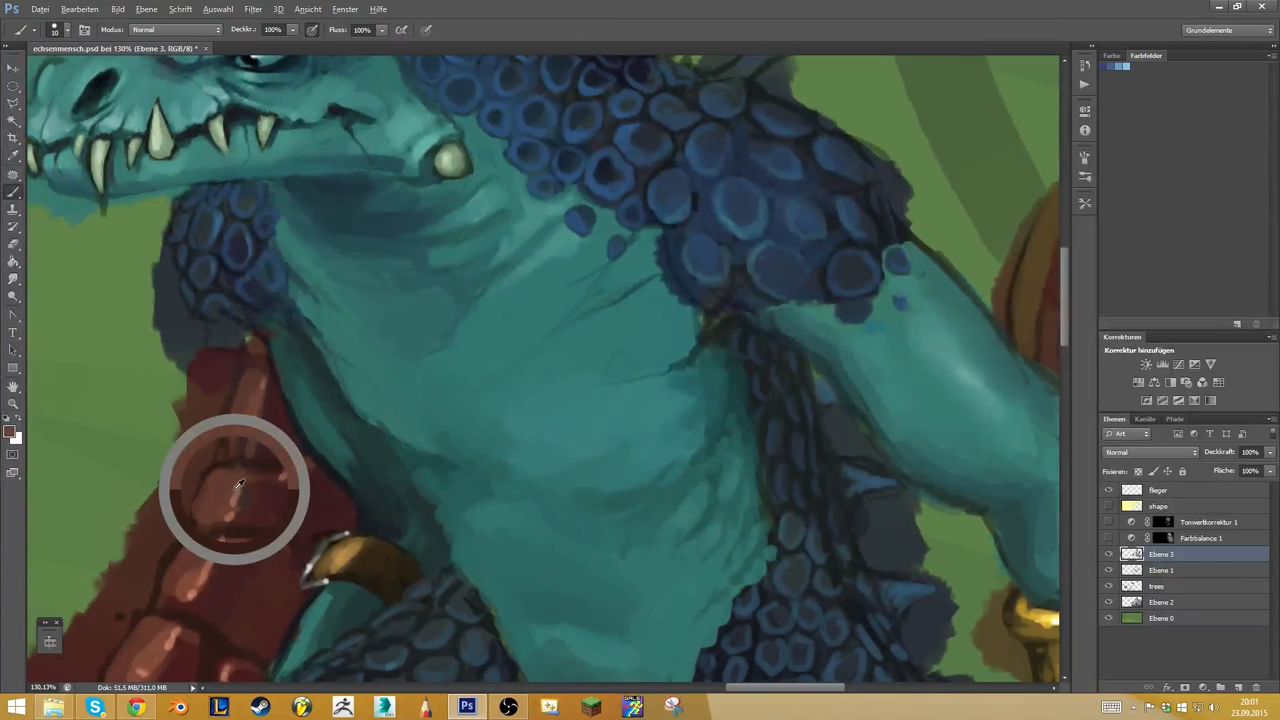 Ps Datei Bearbeiten Bild Ebene Schrift Auswahl Filter 3D Ansicht Fenster Hilfe
10 Modus: Normal Deckkr.: 100% Fluss: 100% Grundelemente
echsenmensch.psd bei 130% (Ebene 3, RGB/8) * ×
Farbe Farbfelder
Korrekturen
Korrektur hinzufügen
Ebenen Kanäle Pfade
Art
Normal Deckkraft: 100%
Fixieren: Fläche: 100%
flieger
shape
Tonwertkorrektur 1
Farbbalance 1
Ebene 3
Ebene 1
trees
Ebene 2
Ebene 0
130,13% Dok: 51,5 MB/311,0 MB
20:01
23.09.2015